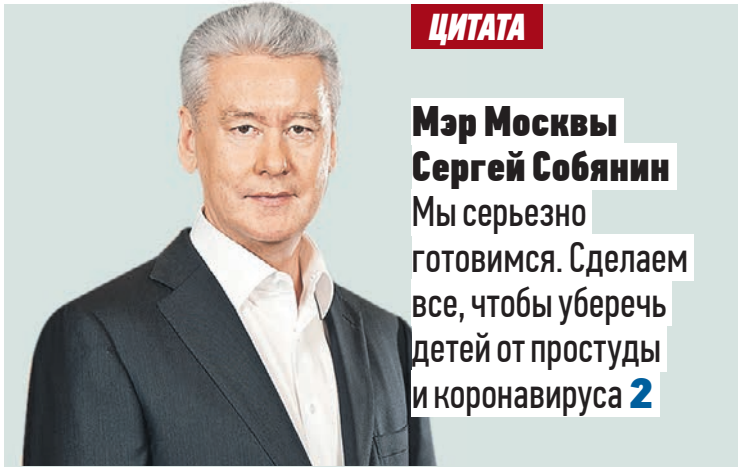 ЦИТАТА
Мэр Москвы
Сергей Собянин
Мы серьезно
готовимся. Сделаем
все, чтобы уберечь
детей от простуды
и коронавируса 2